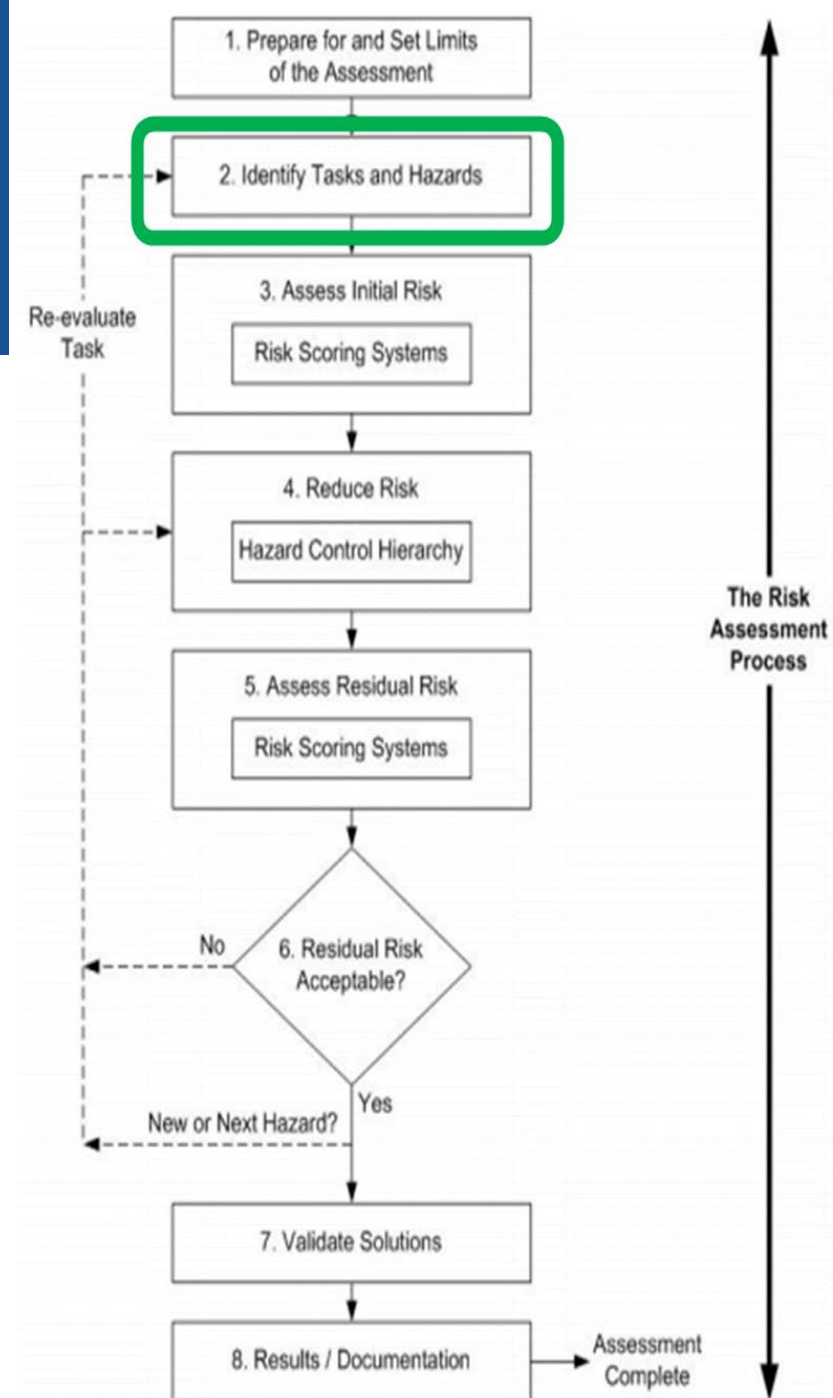 1. Prepare for and Set Limits
of the Assessment
2. Identify Tasks and Hazards
3. Assess Initial Risk
Risk Scoring Systems
Re-evaluate
Task
4. Reduce Risk
Hazard Control Hierarchy
The Risk
Assessment
Process
5. Assess Residual Risk
Risk Scoring Systems
No
6. Residual Risk
Acceptable?
Yes
New or Next Hazard?
7. Validate Solutions
8. Results / Documentation
Assessment
Complete